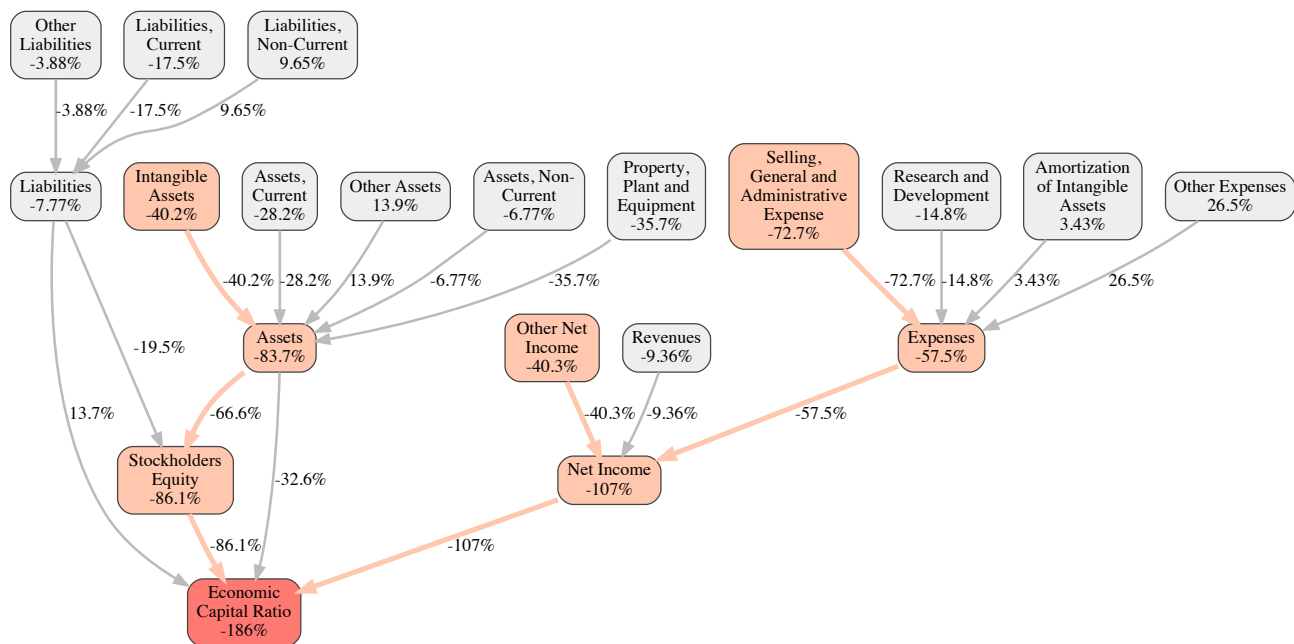 Other
Liabilities
-3.88%
Liabilities,
Current
-17.5%
Liabilities,
Non-Current
9.65%
-3.88%
-17.5%
9.65%
Liabilities
-7.77%
Intangible
Assets
-40.2%
Assets,
Current
-28.2%
Other Assets
13.9%
Assets, Non-
Current
-6.77%
Property,
Plant and
Equipment
-35.7%
Selling,
General and
Administrative
Expense
-72.7%
Research and
Development
-14.8%
Amortization
of Intangible
Assets
3.43%
Other Expenses
26.5%
-40.2%
-28.2%
13.9%
-6.77%
-35.7%
-72.7%
-14.8%
3.43%
26.5%
-19.5%
Assets
-83.7%
Other Net
Income
-40.3%
Revenues
-9.36%
Expenses
-57.5%
13.7%
-66.6%
-40.3%
-9.36%
-57.5%
Stockholders
Equity
-86.1%
-32.6%
Net Income
-107%
-86.1%
-107%
Economic
Capital Ratio
-186%